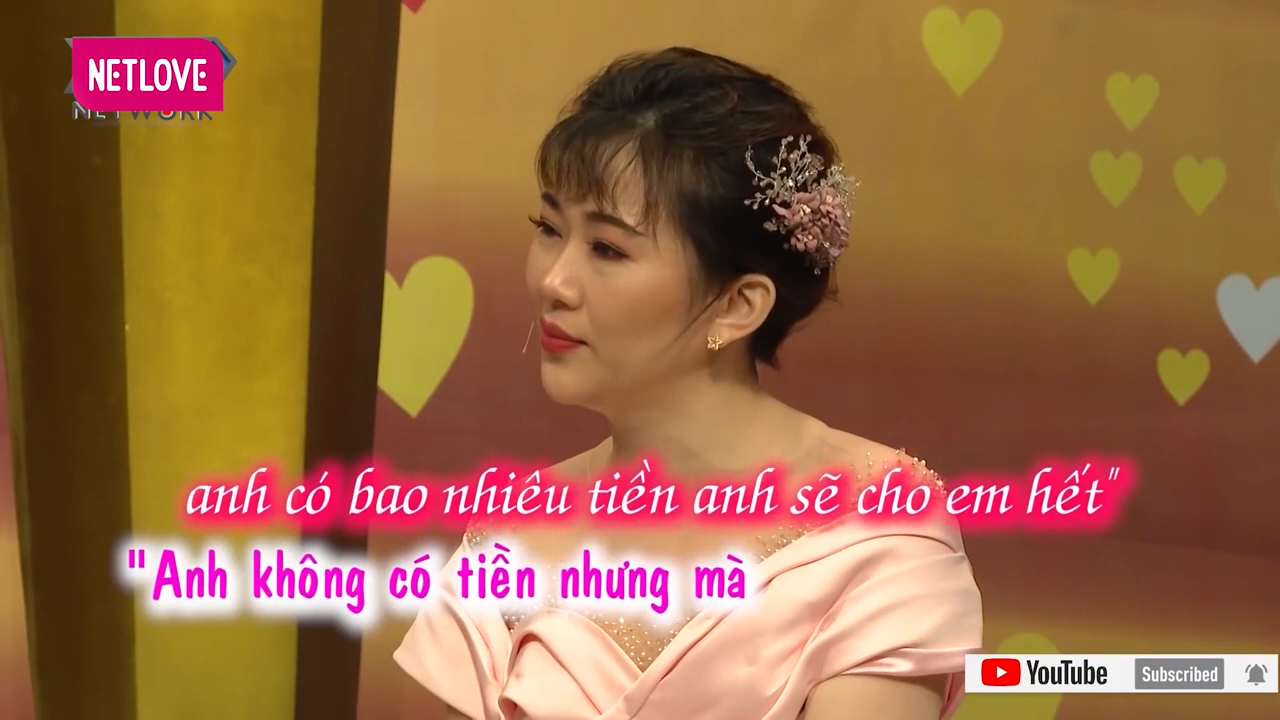 NETLOVE
NETWORK
anh có bao nhiêu tiền anh sẽ cho em hết"
"Anh không có tiền nhưng mà
YouTube
Subscribed